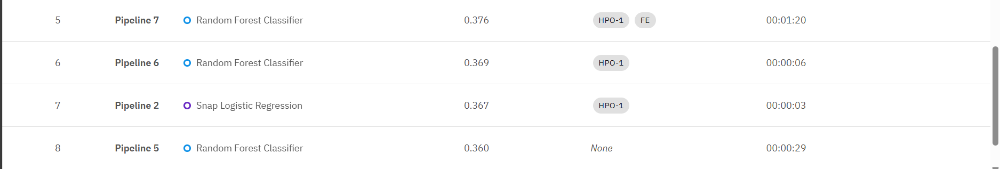 5 Pipeline 7 Random Forest Classifier 0.376 HPO-1 FE 00:01:20
6 Pipeline 6 Random Forest Classifier 0.369 HPO-1 00:00:06
7 Pipeline 2 Snap Logistic Regression 0.367 HPO-1 00:00:03
8 Pipeline 5 Random Forest Classifier 0.360 None 00:00:29